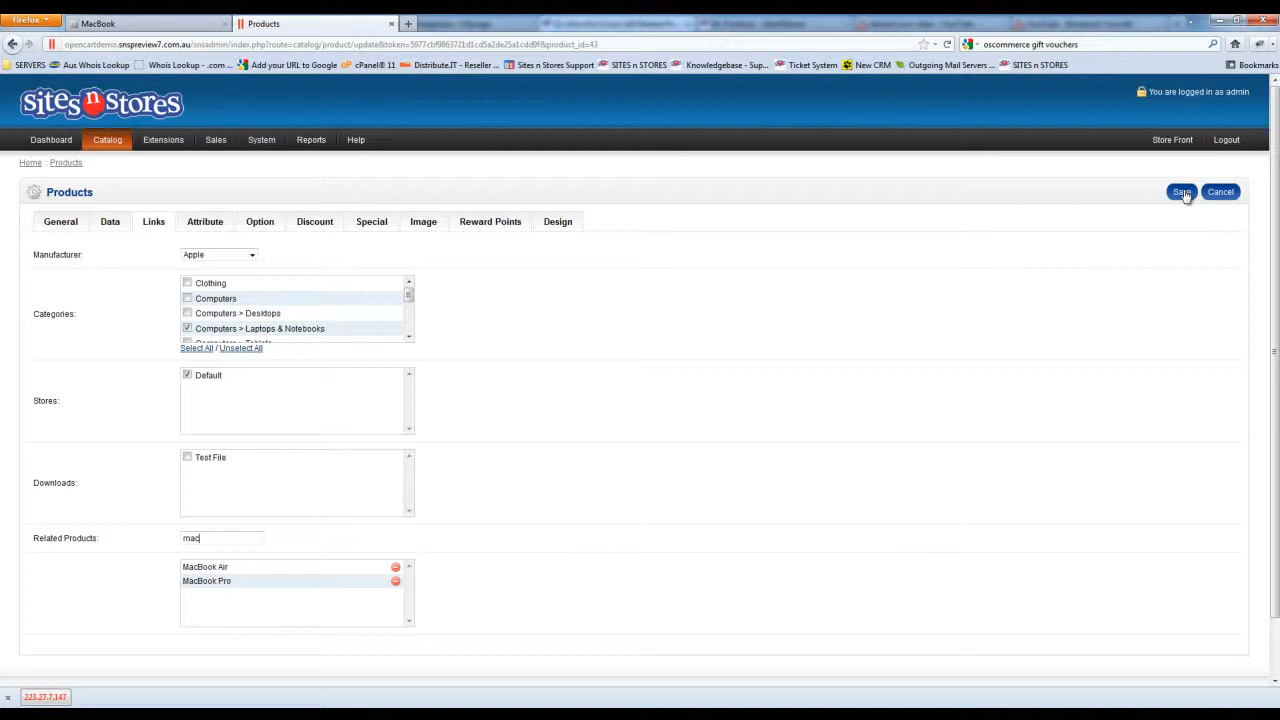 Firefox
MacBook
Products
opencartdemo.snspreview7.com.au/snsadmin/index.php?route=catalog/product/update&token=5977cbf9863721d1cd5a2de25a1cdd9f&product_id=43
oscommerce gift vouchers
SERVERS
Aus Whois Lookup
Whois Lookup - .com ...
Add your URL to Google
cPanel® 11
Distribute.IT - Reseller ...
Sites n Stores Support
SITES n STORES
Knowledgebase - Sup...
Ticket System
New CRM
Outgoing Mail Servers ...
SITES n STORES
Bookmarks
sites n stores
You are logged in as admin
Dashboard
Catalog
Extensions
Sales
System
Reports
Help
Store Front
Logout
Home :: Products
Products
Save
Cancel
General
Data
Links
Attribute
Option
Discount
Special
Image
Reward Points
Design
Manufacturer:
Apple
Categories:
Clothing
Computers
Computers > Desktops
Computers > Laptops & Notebooks
Computers > Tablets
Select All / Unselect All
Stores:
Default
Downloads:
Test File
Related Products:
mac
MacBook Air
MacBook Pro
x
223.27.7.147